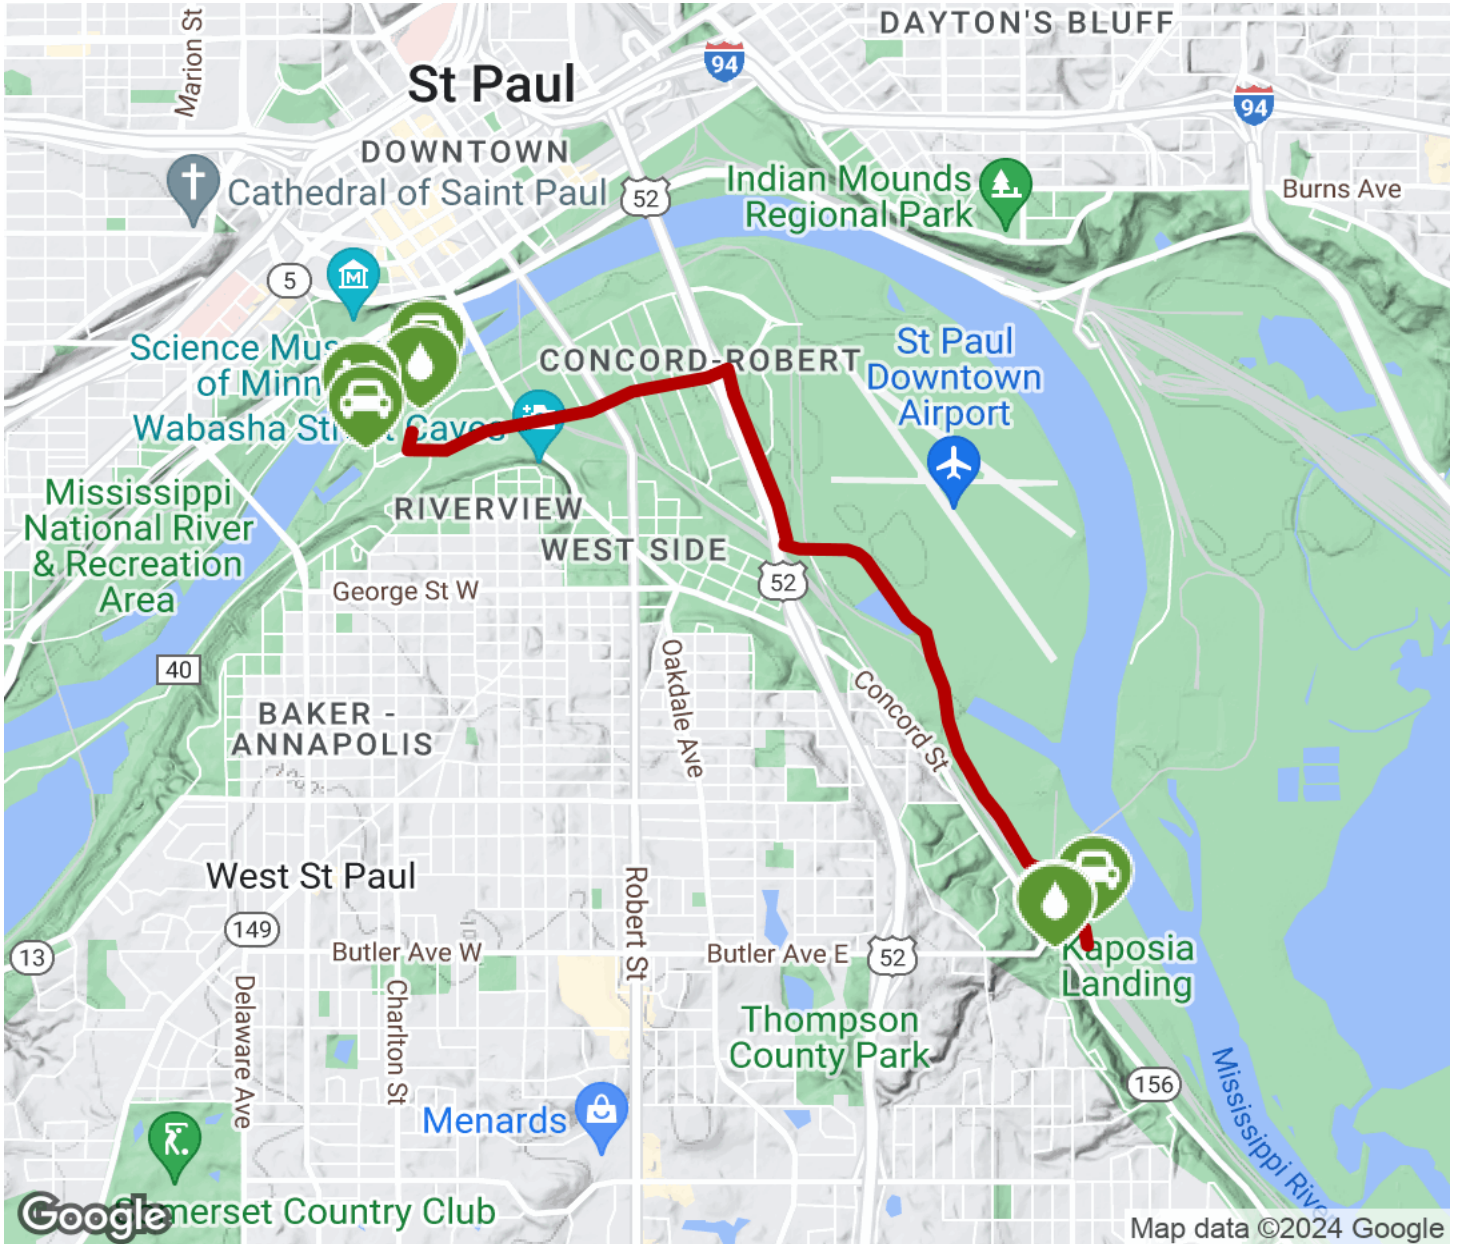 DAYTON'S BLUFF
Marion St
94
St Paul
94
DOWNTOWN
Cathedral of Saint Paul
52
Indian Mounds
Regional Park
Burns Ave
5
M
Science Mus
of Minn
CONCORD-ROBERT
St Paul
Downtown
Airport
Wabasha Street Caves
Mississippi
National River
& Recreation
Area
RIVERVIEW
WEST SIDE
George St W
52
40
Oakdale Ave
Concord St
BAKER -
ANNAPOLIS
West St Paul
Robert St
149
13
Butler Ave W
Butler Ave E
52
Kaposia
Landing
Delaware Ave
Charlton St
Thompson
County Park
156
Mississippi River
Menards
Somerset Country Club
Google
Map data ©2024 Google